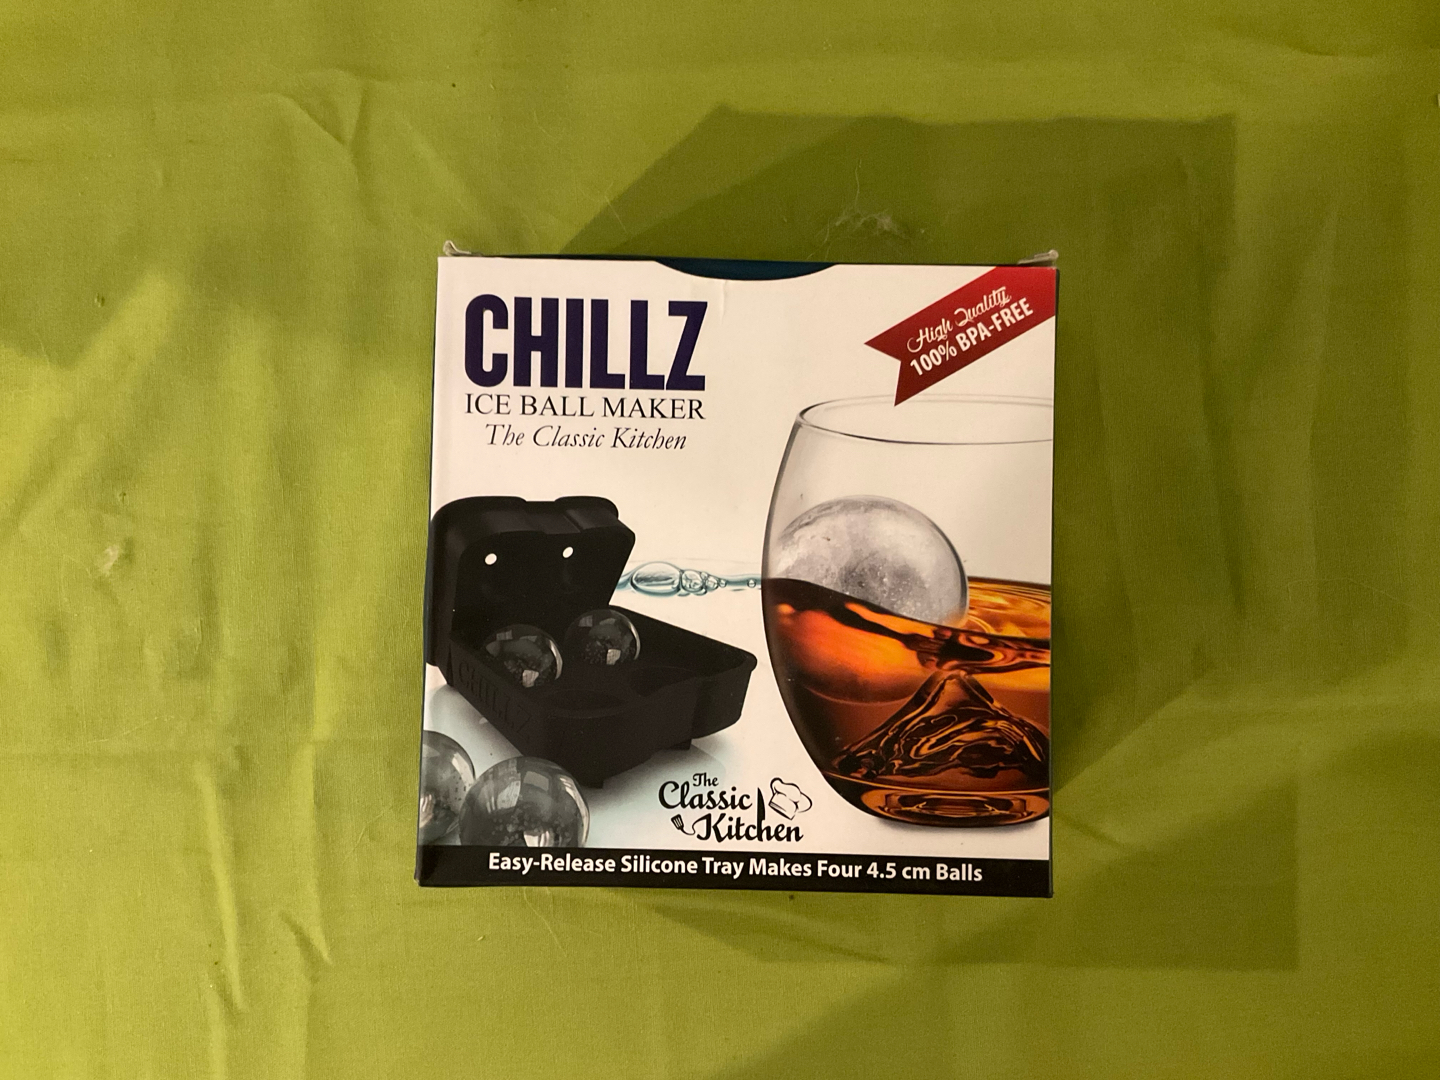 CHILLZ
ICE BALL MAKER
The Classic Kitchen
High Quality
100% BPA-FREE
CHILLZ
The
Classic
Kitchen
Easy-Release Silicone Tray Makes Four 4.5 cm Balls